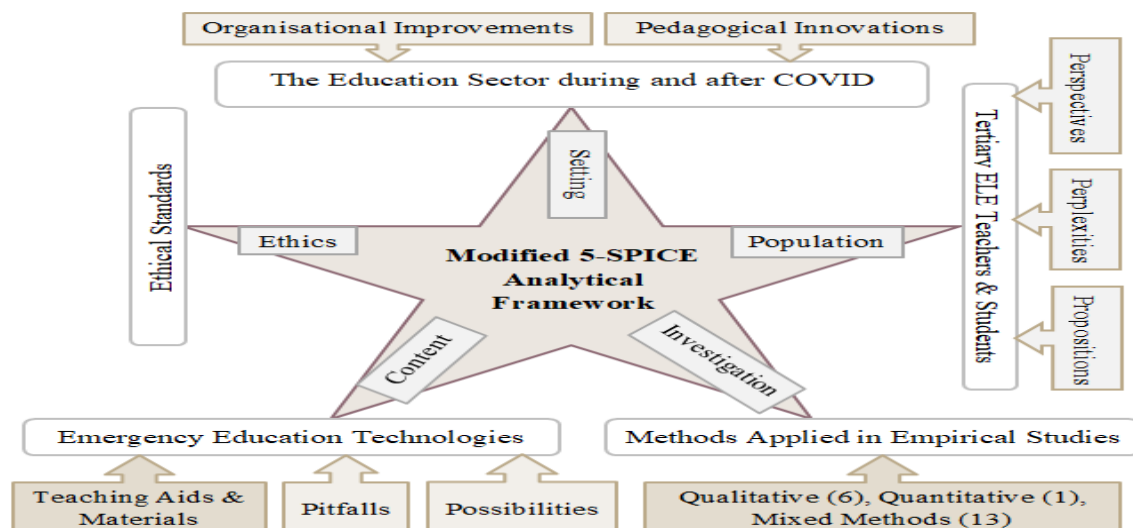 Organisational Improvements
Pedagogical Innovations
The Education Sector during and after COVID
Perspectives
Perplexities
Propositions
Tertiary ELE Teachers & Students
Ethical Standards
Setting
Ethics
Population
Modified 5-SPICE
Analytical
Framework
Content
Investigation
Emergency Education Technologies
Methods Applied in Empirical Studies
Teaching Aids &
Materials
Pitfalls
Possibilities
Qualitative (6), Quantitative (1),
Mixed Methods (13)